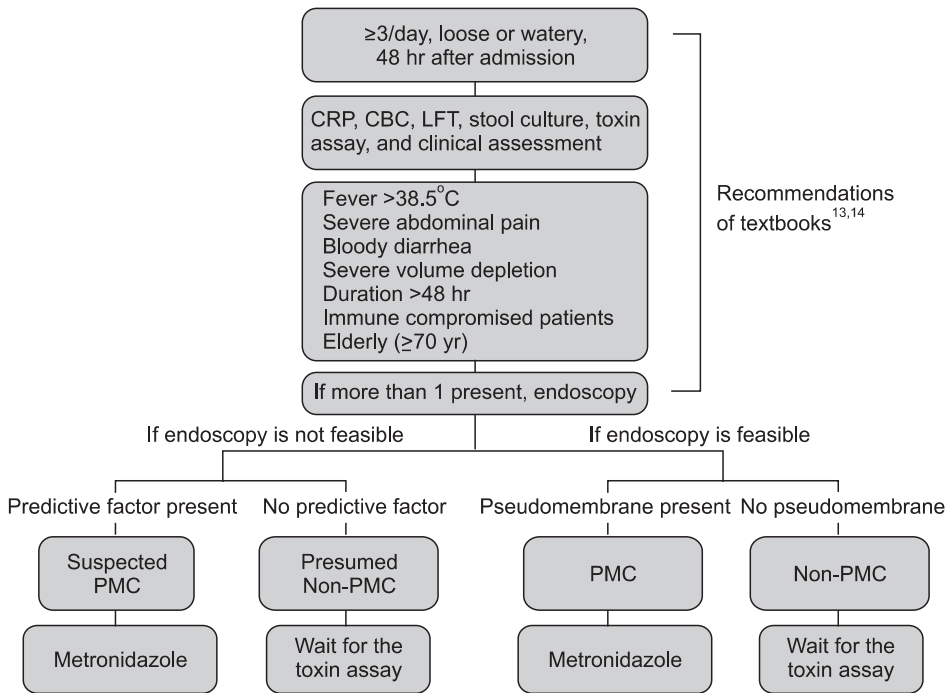 ≥3/day, loose or watery,
48 hr after admission
CRP, CBC, LFT, stool culture, toxin
assay, and clinical assessment
Fever >38.5°C
Severe abdominal pain
Bloody diarrhea
Severe volume depletion
Duration >48 hr
Immune compromised patients
Elderly (≥70 yr)
If more than 1 present, endoscopy
Recommendations
of textbooks13,14
If endoscopy is not feasible
If endoscopy is feasible
Predictive factor present
No predictive factor
Pseudomembrane present
No pseudomembrane
Suspected
PMC
Presumed
Non-PMC
PMC
Non-PMC
Metronidazole
Wait for the
toxin assay
Metronidazole
Wait for the
toxin assay